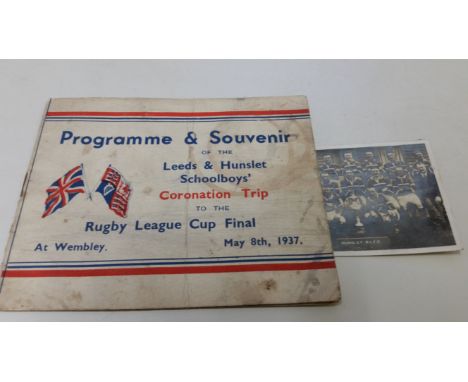 Programme & Souvenir
OF THE
Leeds & Hunslet
Schoolboys'
Coronation Trip
TO THE
Rugby League Cup Final
At Wembley. May 8th, 1937.
HUNSLET R.L.F.C.